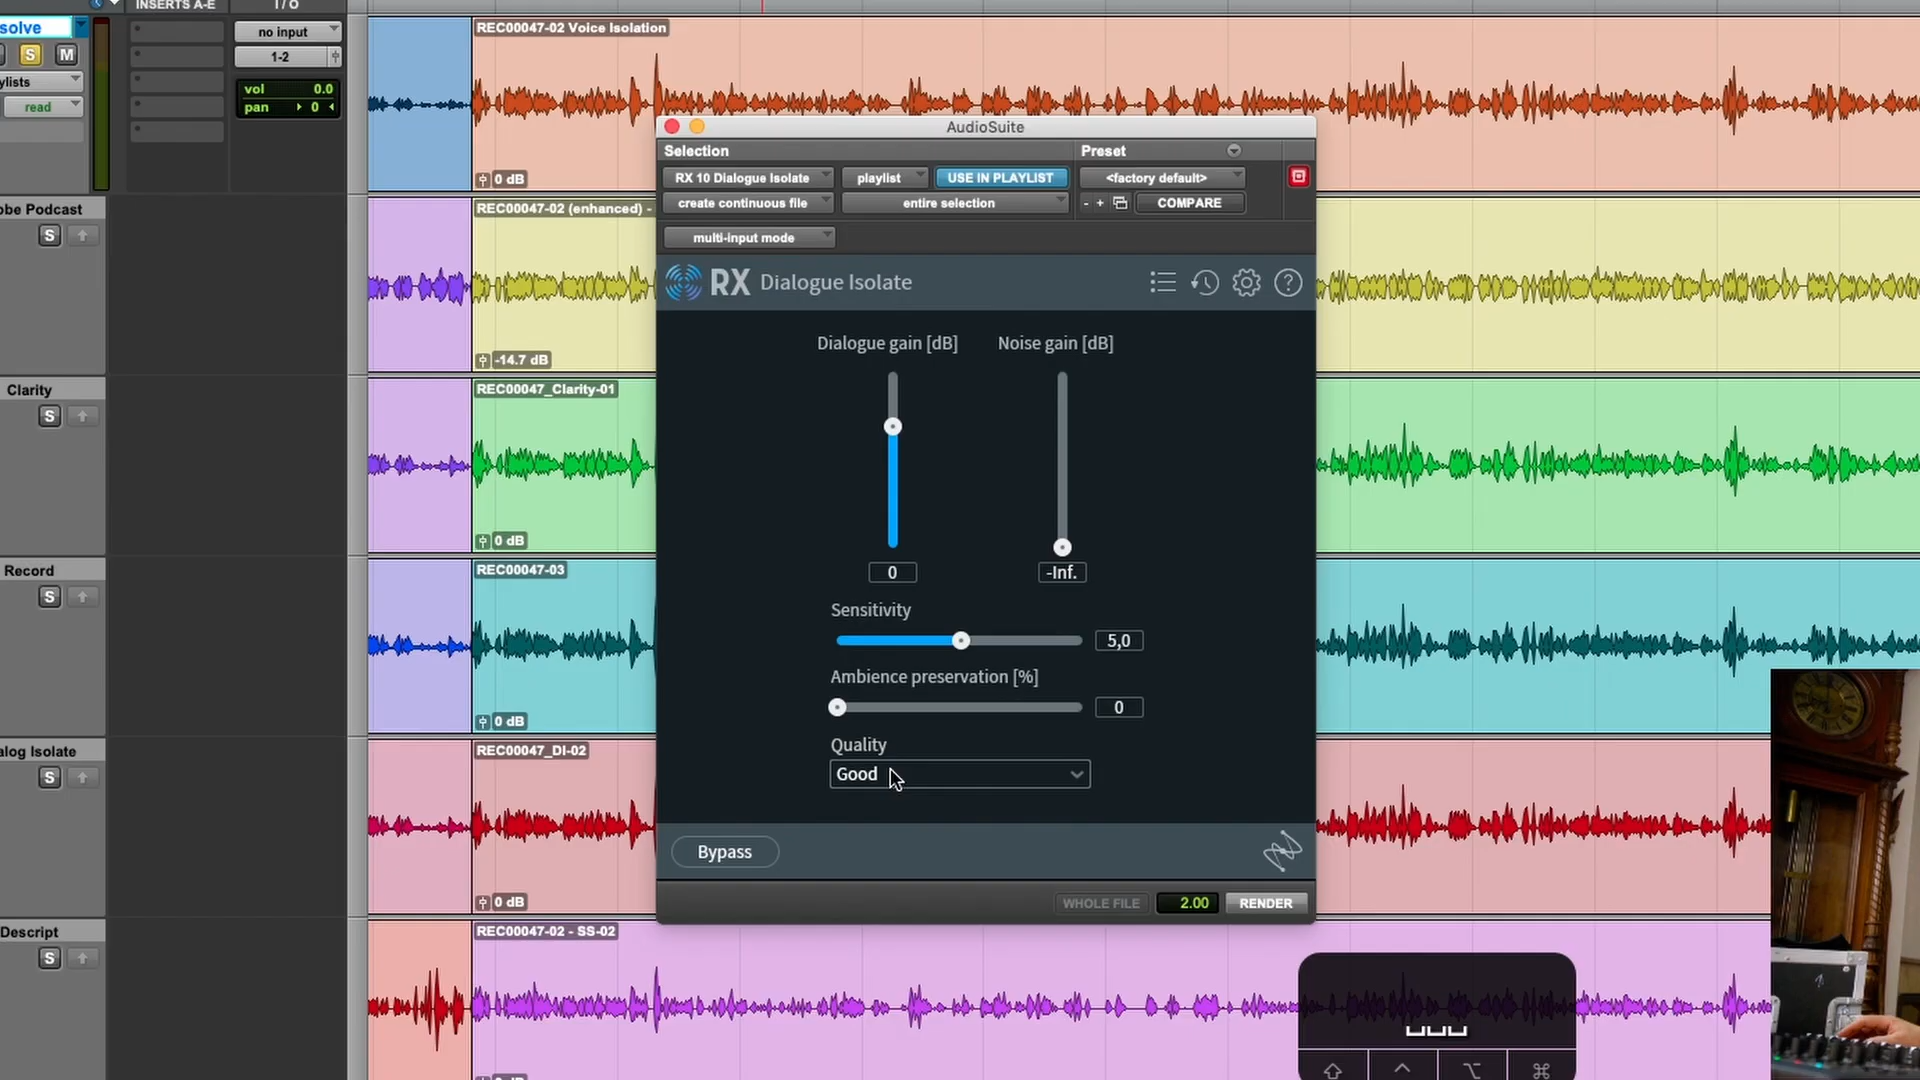 INSERTS A-E
I / O
solve
no input
S
M
1-2
ylists
read
vol 0.0
pan 0
REC00047-02 Voice Isolation
0 dB
AudioSuite
Selection
Preset
RX 10 Dialogue Isolate
playlist
USE IN PLAYLIST
<factory default>
create continuous file
entire selection
- +
COMPARE
multi-input mode
obe Podcast
S
REC00047-02 (enhanced) -
-14.7 dB
RX Dialogue Isolate
?
Dialogue gain [dB]
Noise gain [dB]
0
-Inf.
Sensitivity
5,0
Ambience preservation [%]
0
Quality
Good
Bypass
WHOLE FILE
2.00
RENDER
Clarity
S
REC00047_Clarity-01
0 dB
Record
S
REC00047-03
0 dB
alog Isolate
S
REC00047_DI-02
0 dB
Descript
S
REC00047-02 - SS-02